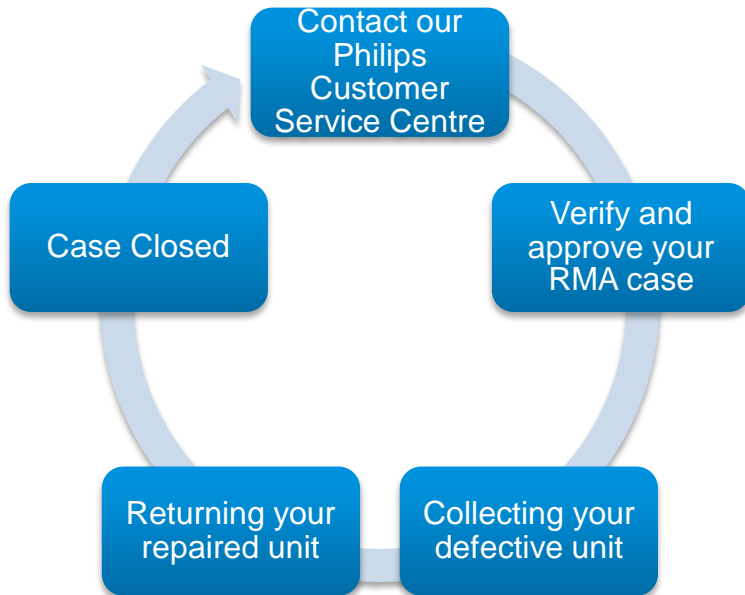 Contact our
Philips
Customer
Service Centre
Verify and
approve your
RMA case
Collecting your
defective unit
Returning your
repaired unit
Case Closed